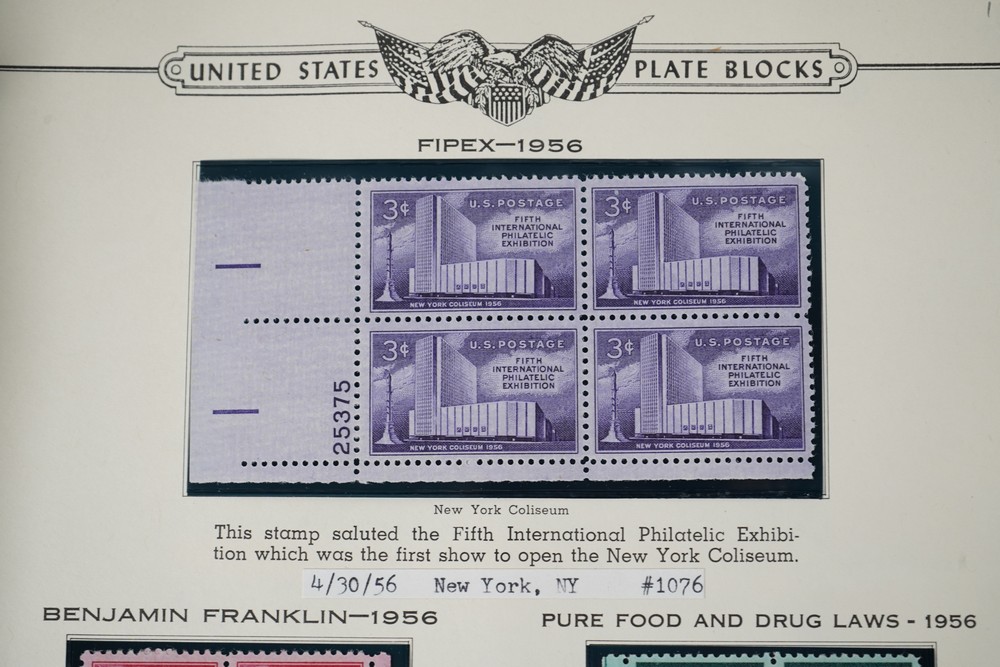 UNITED STATES PLATE BLOCKS
FIPEX—1956
3¢ U.S. POSTAGE
FIFTH
INTERNATIONAL
PHILATELIC
EXHIBITION
NEW YORK COLISEUM 1956
3¢ U.S. POSTAGE
FIFTH
INTERNATIONAL
PHILATELIC
EXHIBITION
NEW YORK COLISEUM 1956
3¢ U.S. POSTAGE
FIFTH
INTERNATIONAL
PHILATELIC
EXHIBITION
NEW YORK COLISEUM 1956
3¢ U.S. POSTAGE
FIFTH
INTERNATIONAL
PHILATELIC
EXHIBITION
NEW YORK COLISEUM 1956
25375
New York Coliseum
This stamp saluted the Fifth International Philatelic Exhibi-
tion which was the first show to open the New York Coliseum.
4/30/56 New York, NY #1076
BENJAMIN FRANKLIN—1956
PURE FOOD AND DRUG LAWS - 1956